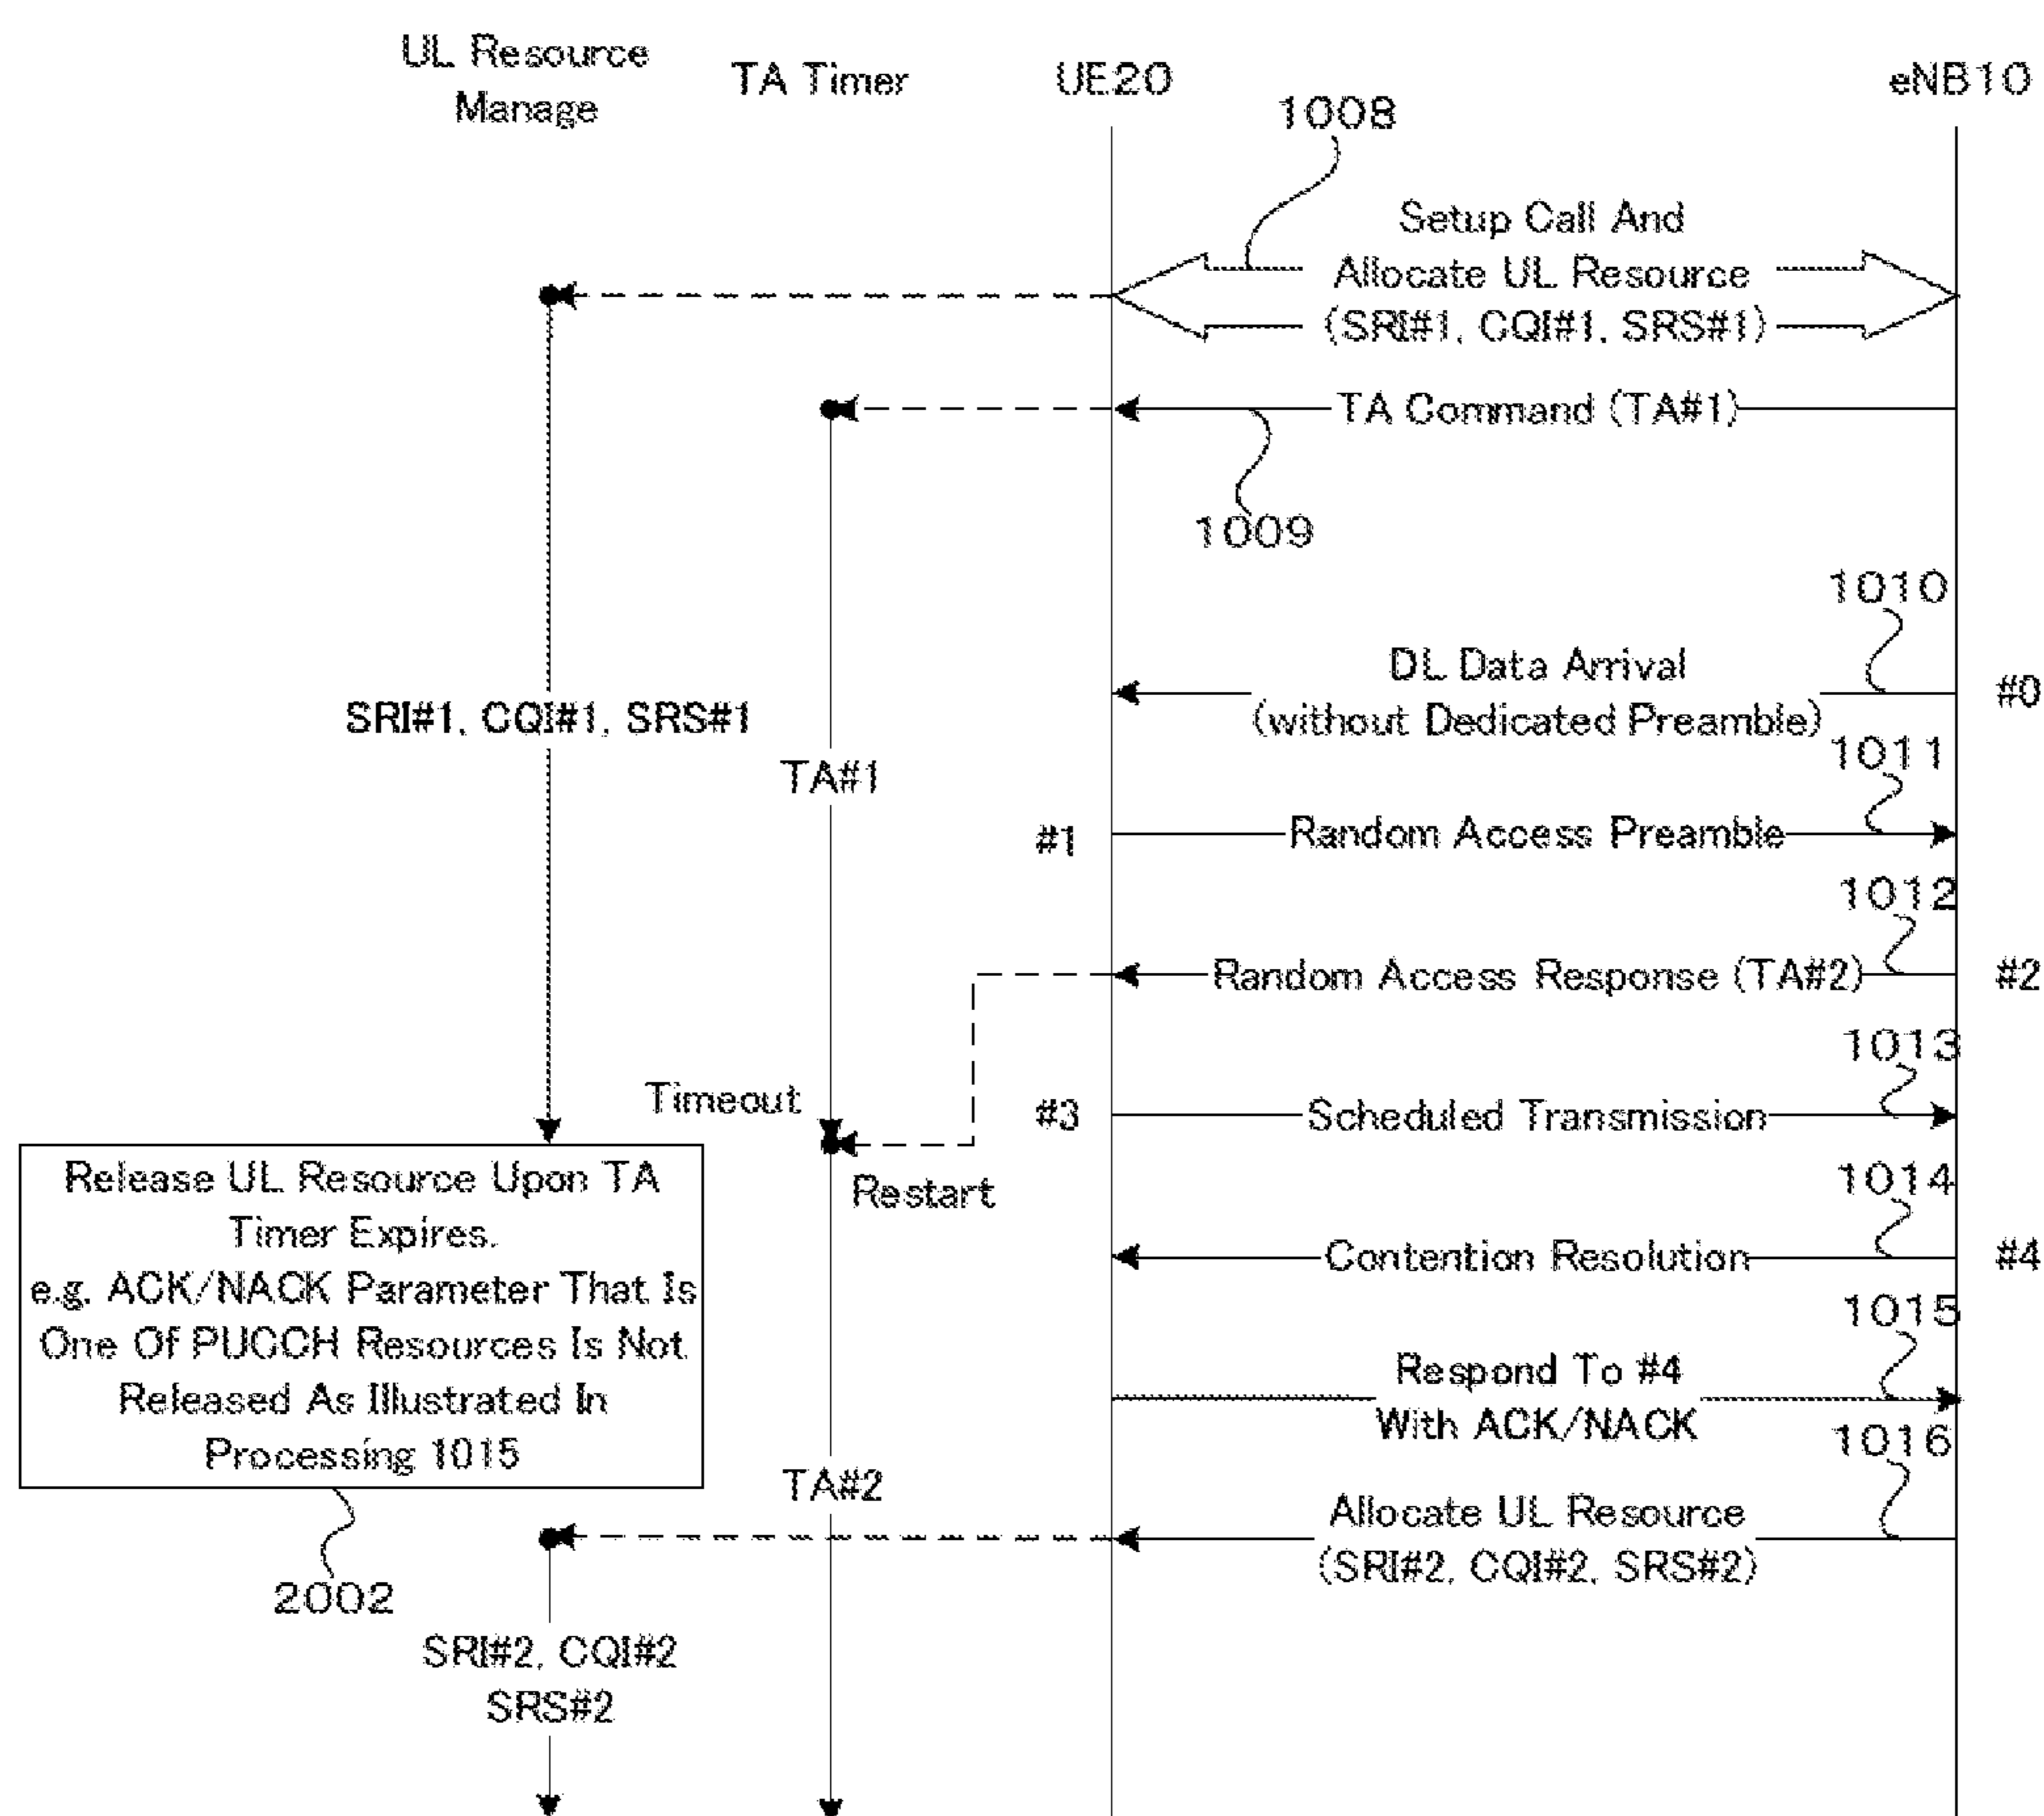 UL Resource
Manage
TA Timer
UE20
eNB10
1008
Setup Call And
Allocate UL Resource
(SRI#1, CQI#1, SRS#1)
TA Command (TA#1)
1009
1010
DL Data Arrival
(without Dedicated Preamble)
#0
SRI#1, CQI#1, SRS#1
TA#1
1011
#1
Random Access Preamble
1012
Random Access Response (TA#2)
#2
1013
Timeout
#3
Scheduled Transmission
Restart
Release UL Resource Upon TA
Timer Expires.
e.g. ACK/NACK Parameter That Is
One Of PUCCH Resources Is Not
Released As Illustrated In
Processing 1015
2002
1014
Contention Resolution
#4
1015
Respond To #4
With ACK/NACK
1016
TA#2
Allocate UL Resource
(SRI#2, CQI#2, SRS#2)
SRI#2, CQI#2
SRS#2